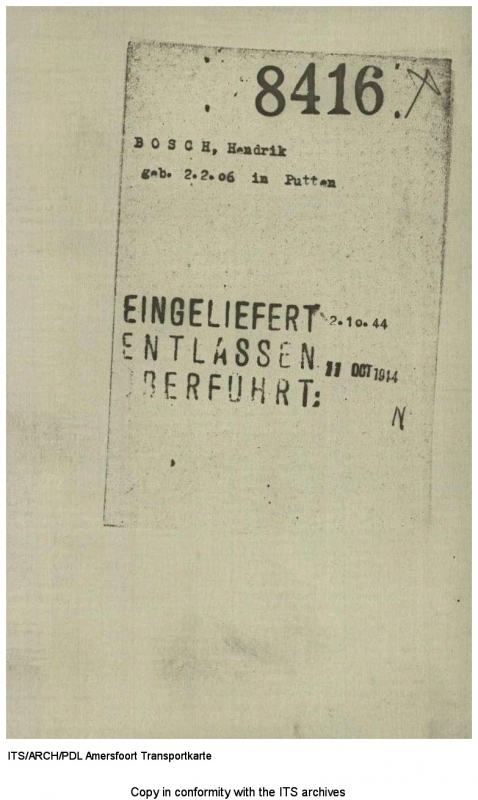 8416.
BOSCH, Hendrik
geb. 2.2.06 in Putten
EINGELIEFERT 2.10.44
ENTLASSEN 11 OCT 1944
ÜBERFÜHRT:
N
ITS/ARCH/PDL Amersfoort Transportkarte
Copy in conformity with the ITS archives